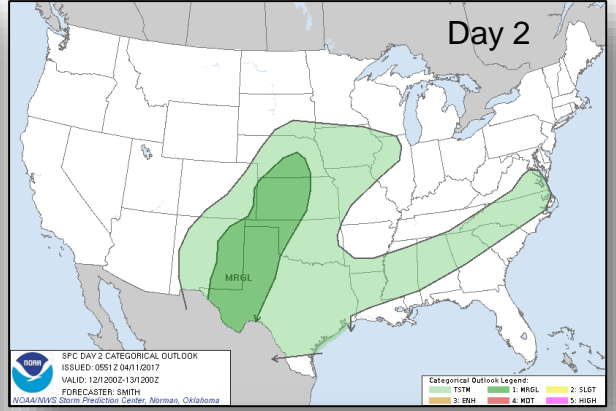 Day 2
MRGL
NOAA
SPC DAY 2 CATEGORICAL OUTLOOK
ISSUED: 0551Z 04/11/2017
VALID: 12/1200Z-13/1200Z
FORECASTER: SMITH
NOAA/NWS Storm Prediction Center, Norman, Oklahoma
Categorical Outlook Legend:
TSTM 1: MRGL 2: SLGT
3: ENH 4: MDT 5: HIGH